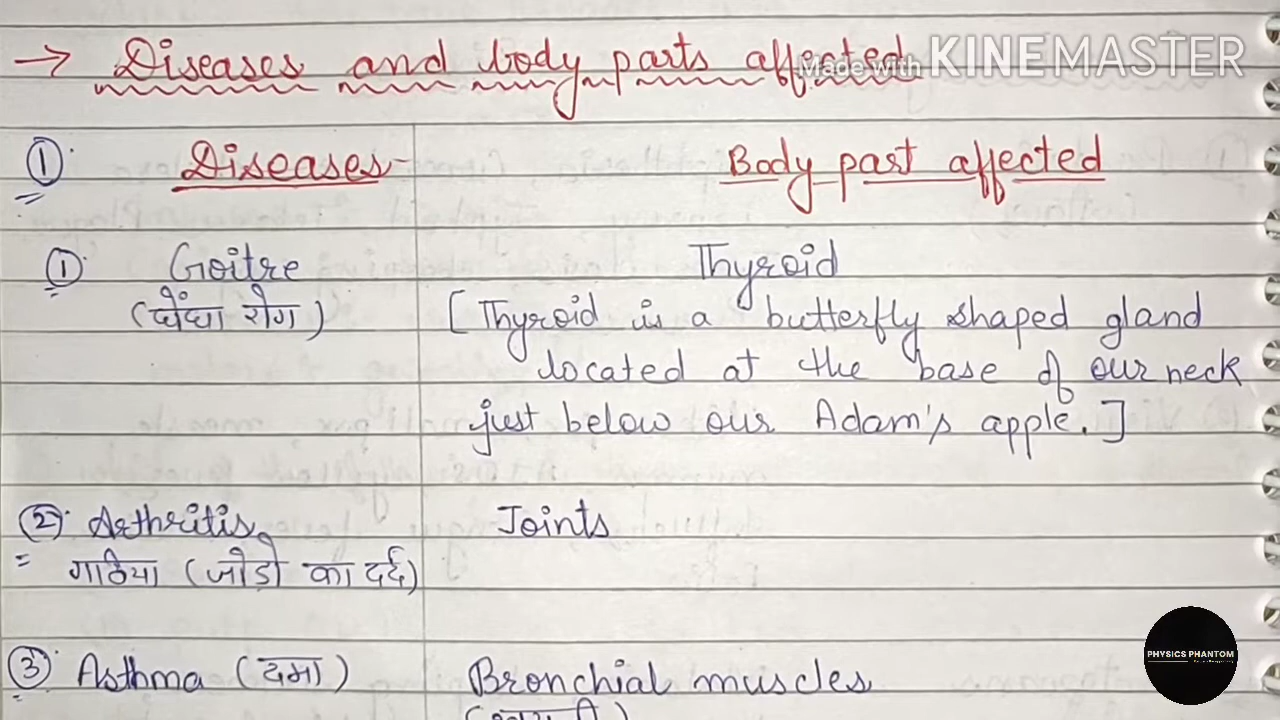 → Diseases and body parts affected
Made with KINEMASTER
① Diseases- Body part affected
① Goitre Thyroid
(घेंघा रोग) [Thyroid is a butterfly shaped gland
located at the base of our neck
just below our Adam's apple.]
② Arthritis Joints
गठिया (जोड़ो का दर्द)
③ Asthma (दमा) Bronchial muscles
PHYSICS PHANTOM